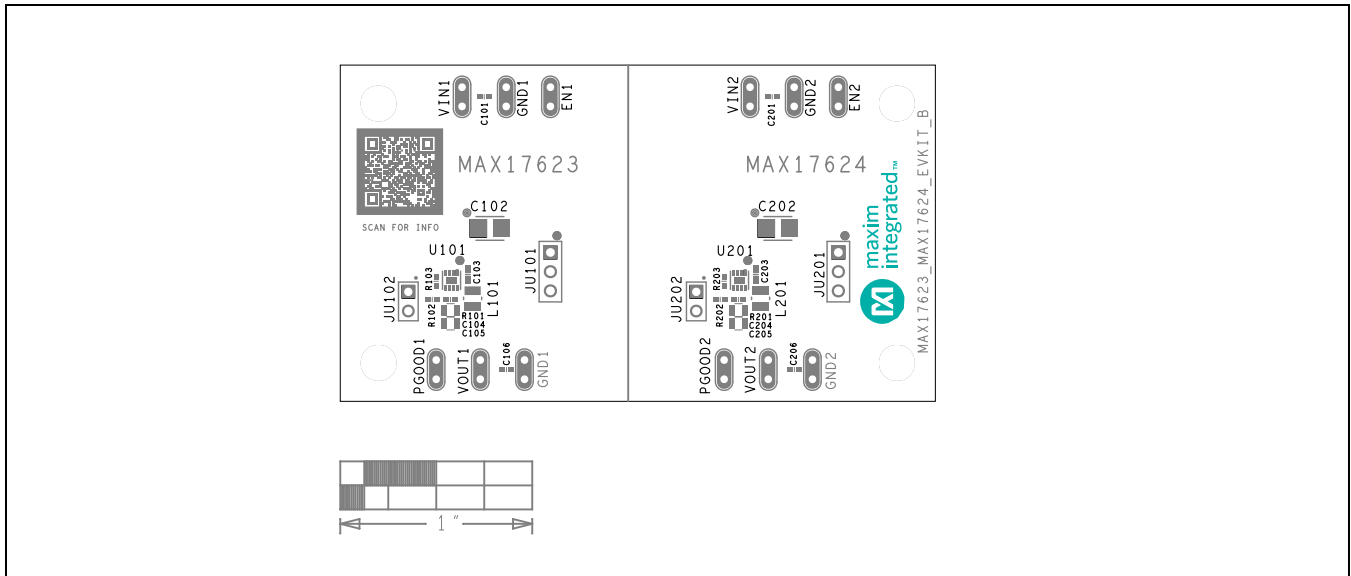 VIN1
C101
GND1
EN1
VIN2
C201
GND2
EN2
MAX17623
MAX17624
SCAN FOR INFO
C102
C202
U101
R103
C103
JU101
JU102
R102
L101
R101
C104
C105
U201
R203
C203
JU201
JU202
R202
L201
R201
C204
C205
PGOOD1
VOUT1
C106
GND1
PGOOD2
VOUT2
C206
GND2
maxim
integrated™
MAX17623_MAX17624_EVKIT_B
1 "